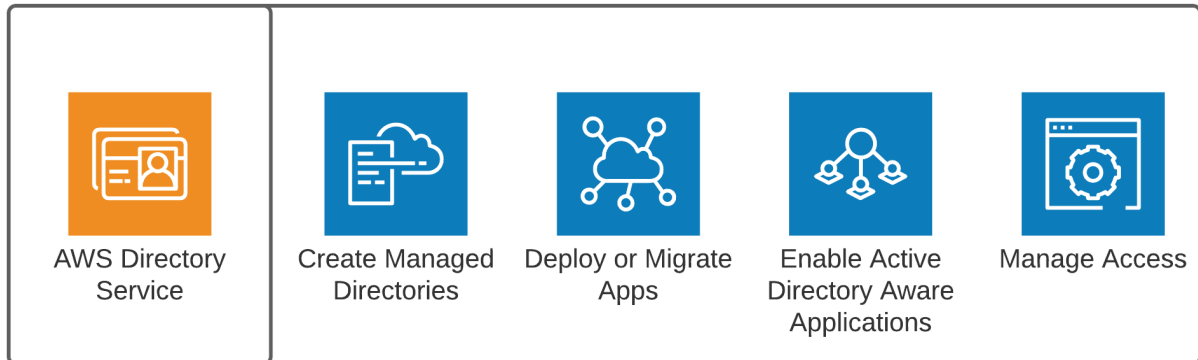 AWS Directory
Service
Create Managed
Directories
Deploy or Migrate
Apps
Enable Active
Directory Aware
Applications
Manage Access